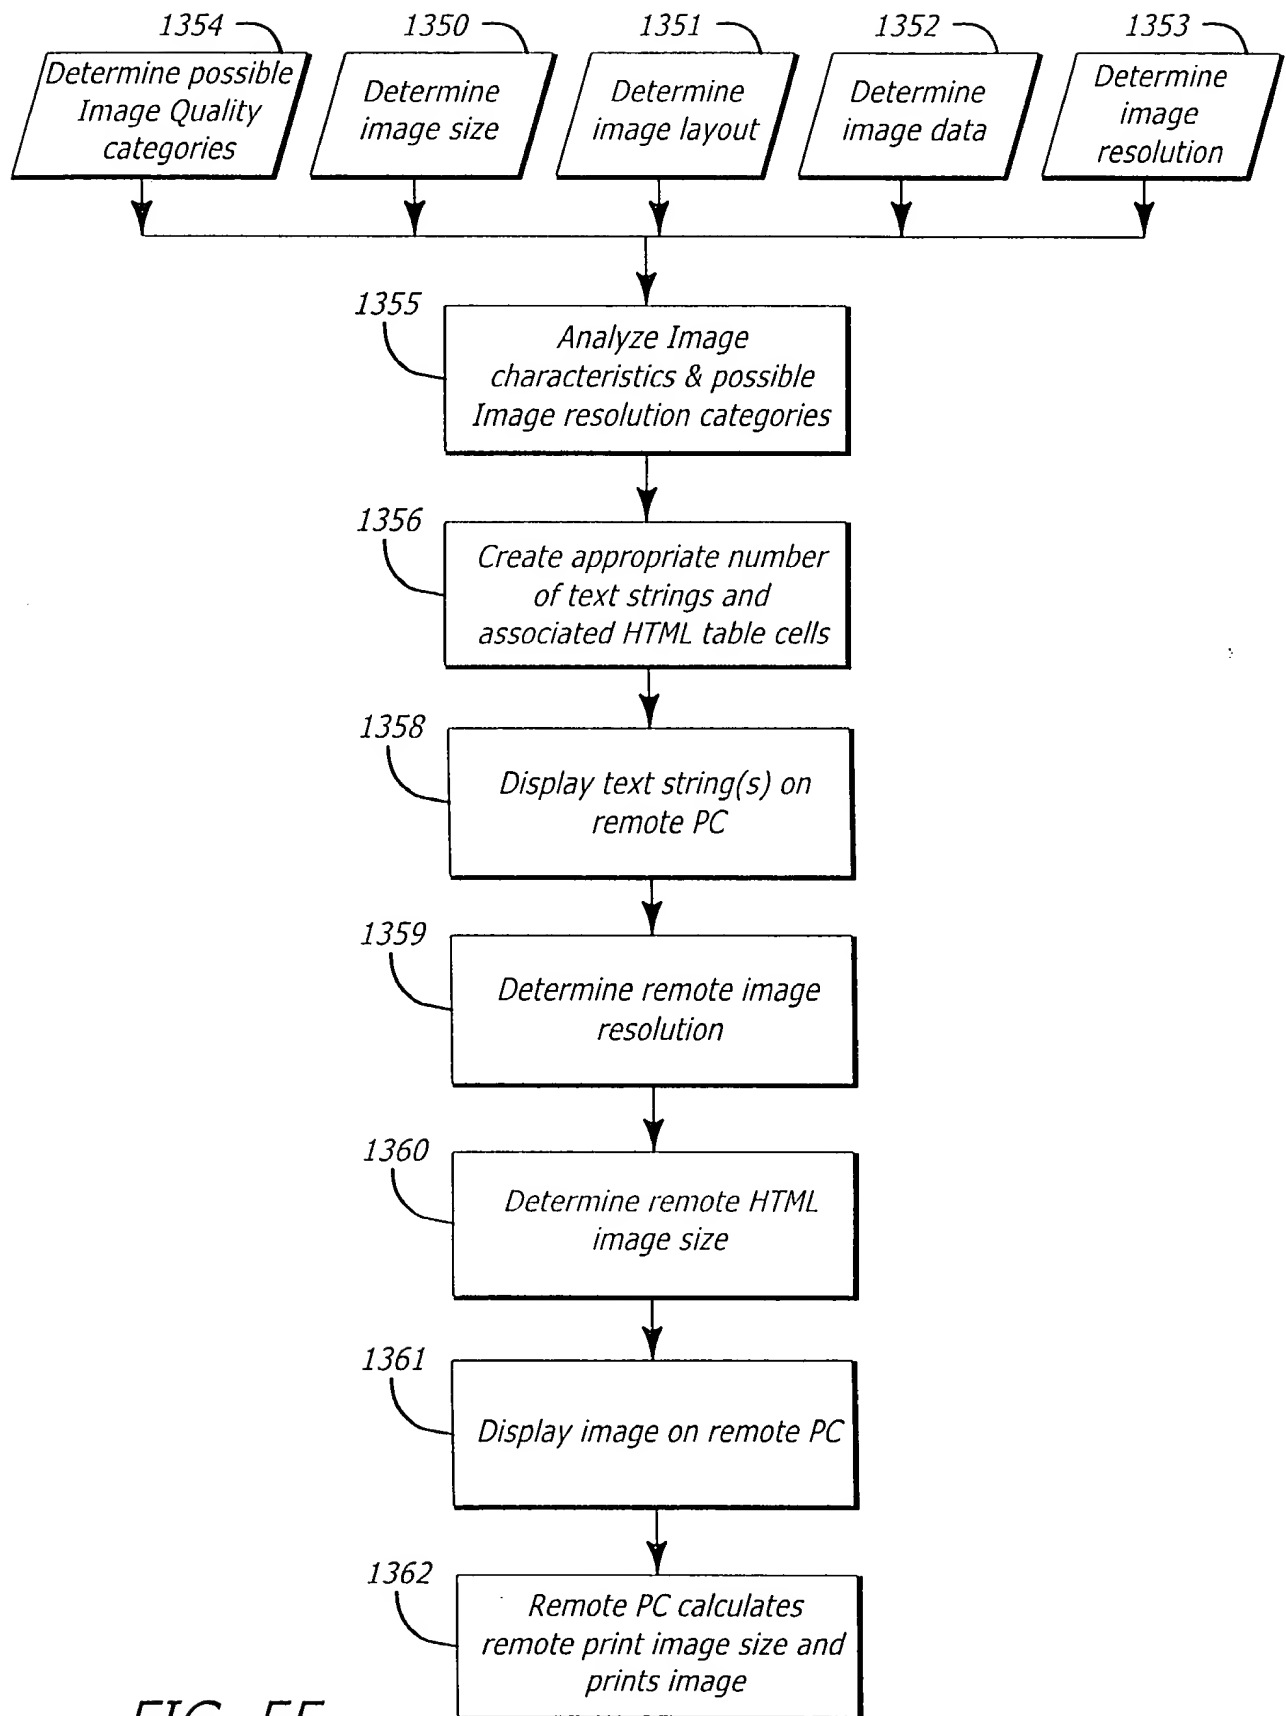 1354
1350
1351
1352
1353
Determine possible
Image Quality
categories
Determine
image size
Determine
image layout
Determine
image data
Determine
image
resolution
1355
Analyze Image
characteristics & possible
Image resolution categories
1356
Create appropriate number
of text strings and
associated HTML table cells
1358
Display text string(s) on
remote PC
1359
Determine remote image
resolution
1360
Determine remote HTML
image size
1361
Display image on remote PC
1362
Remote PC calculates
remote print image size and
prints image